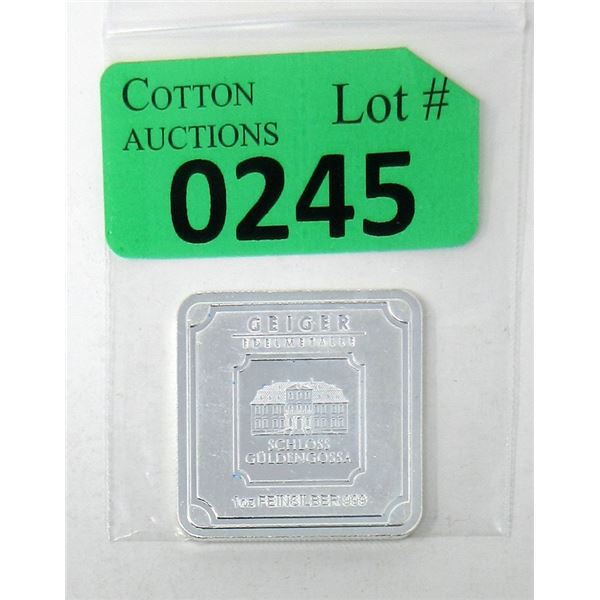 COTTON
AUCTIONS
Lot #
0245
GEIGER
EDELMETALLE
SCHLOSS
GÜLDENGOSSA
1oz FEINSILBER 999